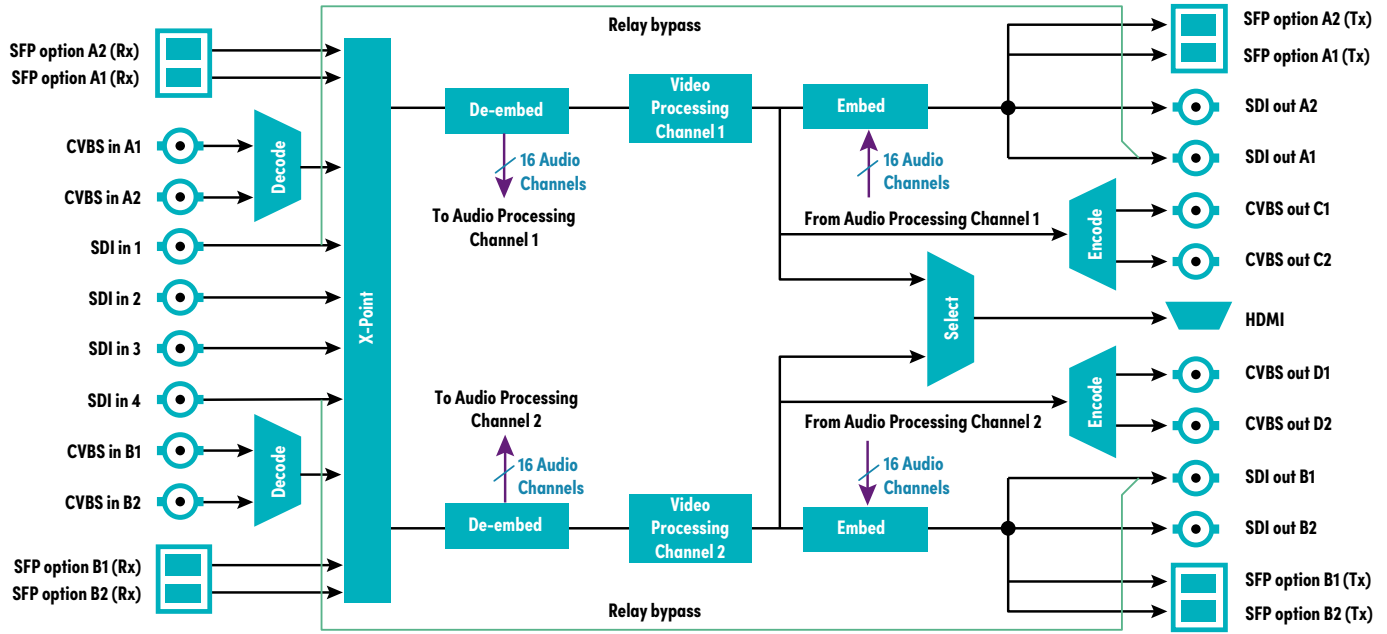 Relay bypass
SFP option A2 (Rx)
SFP option A1 (Rx)
CVBS in A1
CVBS in A2
Decode
SDI in 1
SDI in 2
SDI in 3
SDI in 4
CVBS in B1
CVBS in B2
Decode
SFP option B1 (Rx)
SFP option B2 (Rx)
X-Point
De-embed
16 Audio
Channels
To Audio Processing
Channel 1
Video
Processing
Channel 1
Embed
16 Audio
Channels
From Audio Processing Channel 1
Encode
Select
To Audio Processing
Channel 2
16 Audio
Channels
De-embed
Video
Processing
Channel 2
From Audio Processing Channel 2
16 Audio
Channels
Embed
Encode
Relay bypass
SFP option A2 (Tx)
SFP option A1 (Tx)
SDI out A2
SDI out A1
CVBS out C1
CVBS out C2
HDMI
CVBS out D1
CVBS out D2
SDI out B1
SDI out B2
SFP option B1 (Tx)
SFP option B2 (Tx)